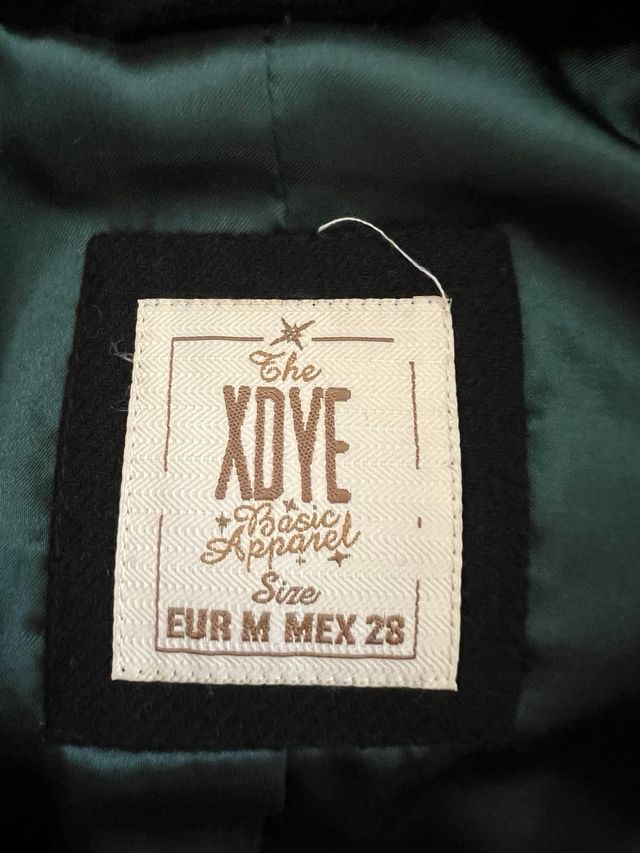 The
XDYE
Basic
Apparel
Size
EUR M MEX 28